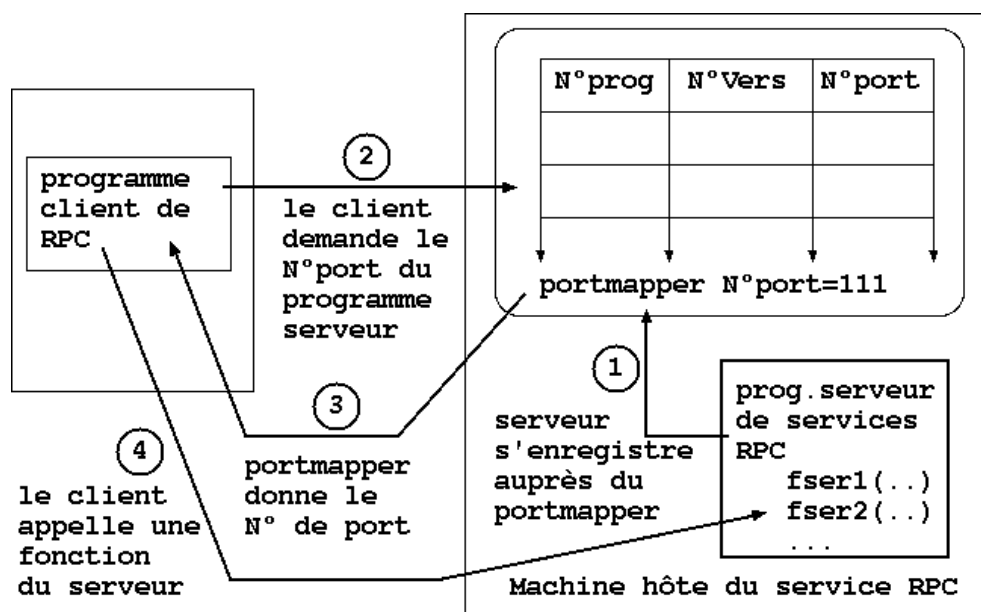 N°prog N°Vers N°port
2
programme
client de
RPC
le client
demande le
N°port du
programme
serveur
portmapper N°port=111
1
3
prog.serveur
de services
RPC
fser1(..)
fser2(..)
...
serveur
s'enregistre
auprès du
portmapper
4
portmapper
donne le
N° de port
le client
appelle une
fonction
du serveur
Machine hôte du service RPC